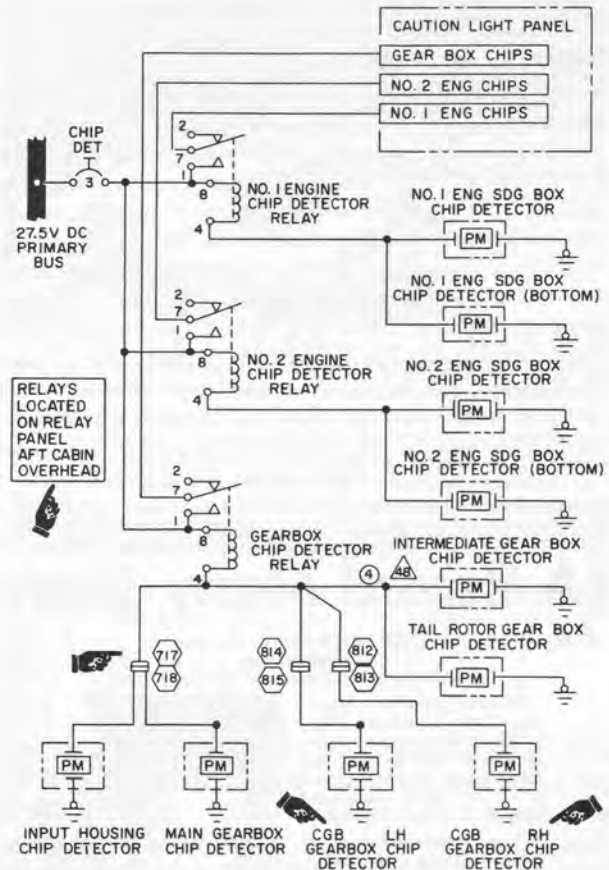 CAUTION LIGHT PANEL
GEAR BOX CHIPS
NO. 2 ENG CHIPS
NO. 1 ENG CHIPS
CHIP
DET
3
27.5V DC
PRIMARY
BUS
2
7
1
8
4
NO. 1 ENGINE
CHIP DETECTOR
RELAY
NO. 1 ENG SDG BOX
CHIP DETECTOR
PM
NO. 1 ENG SDG BOX
CHIP DETECTOR (BOTTOM)
PM
2
7
1
8
4
NO. 2 ENGINE
CHIP DETECTOR
RELAY
NO. 2 ENG SDG BOX
CHIP DETECTOR
PM
NO. 2 ENG SDG BOX
CHIP DETECTOR (BOTTOM)
PM
RELAYS
LOCATED
ON RELAY
PANEL
AFT CABIN
OVERHEAD
2
7
1
8
4
GEARBOX
CHIP DETECTOR
RELAY
4
48
INTERMEDIATE GEAR BOX
CHIP DETECTOR
PM
TAIL ROTOR GEAR BOX
CHIP DETECTOR
PM
717
718
814
815
812
813
PM
PM
PM
PM
INPUT HOUSING
CHIP DETECTOR
MAIN GEARBOX
CHIP DETECTOR
CGB LH
GEARBOX CHIP
DETECTOR
CGB RH
GEARBOX CHIP
DETECTOR